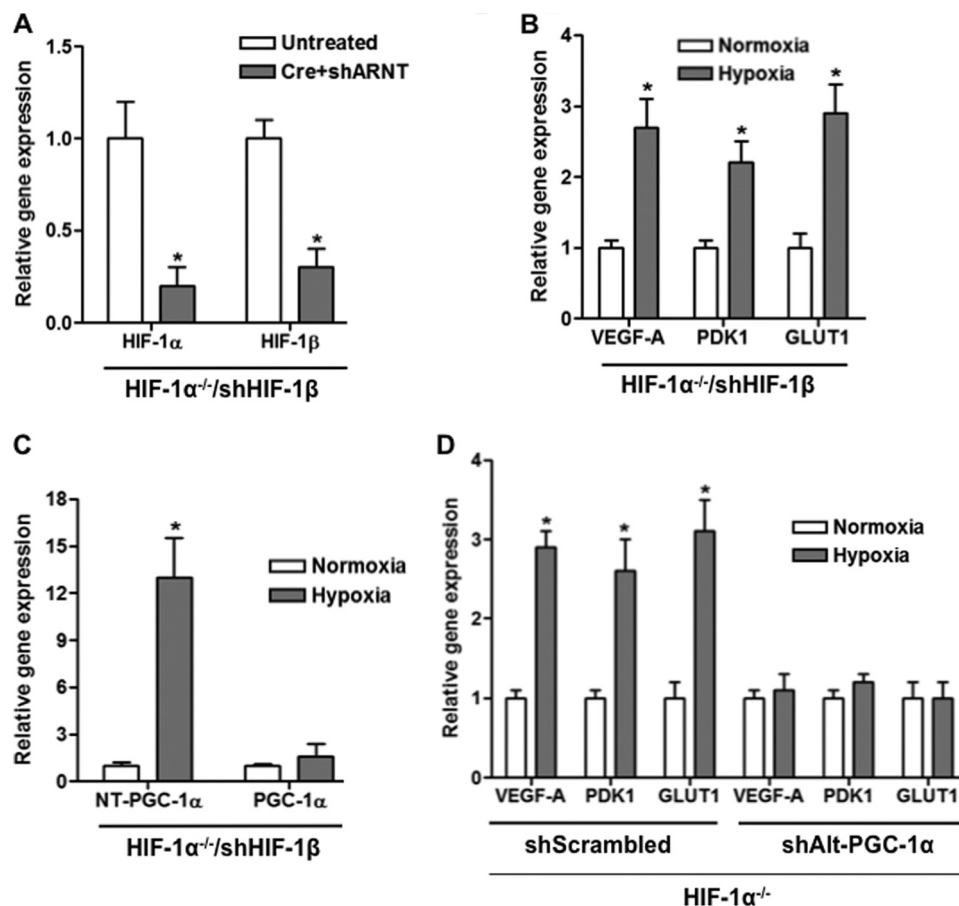 A
Untreated
Cre+shARNT
Relative gene expression
1.5
1.0
0.5
0.0
*
*
HIF-1α
HIF-1β
HIF-1α-/-/shHIF-1β
B
Normoxia
Hypoxia
Relative gene expression
4
3
2
1
0
*
*
*
VEGF-A
PDK1
GLUT1
HIF-1α-/-/shHIF-1β
C
Normoxia
Hypoxia
Relative gene expression
18
15
12
9
6
3
0
*
NT-PGC-1α
PGC-1α
HIF-1α-/-/shHIF-1β
D
Normoxia
Hypoxia
Relative gene expression
4
3
2
1
0
*
*
*
VEGF-A PDK1 GLUT1 VEGF-A PDK1 GLUT1
shScrambled shAlt-PGC-1α
HIF-1α-/-